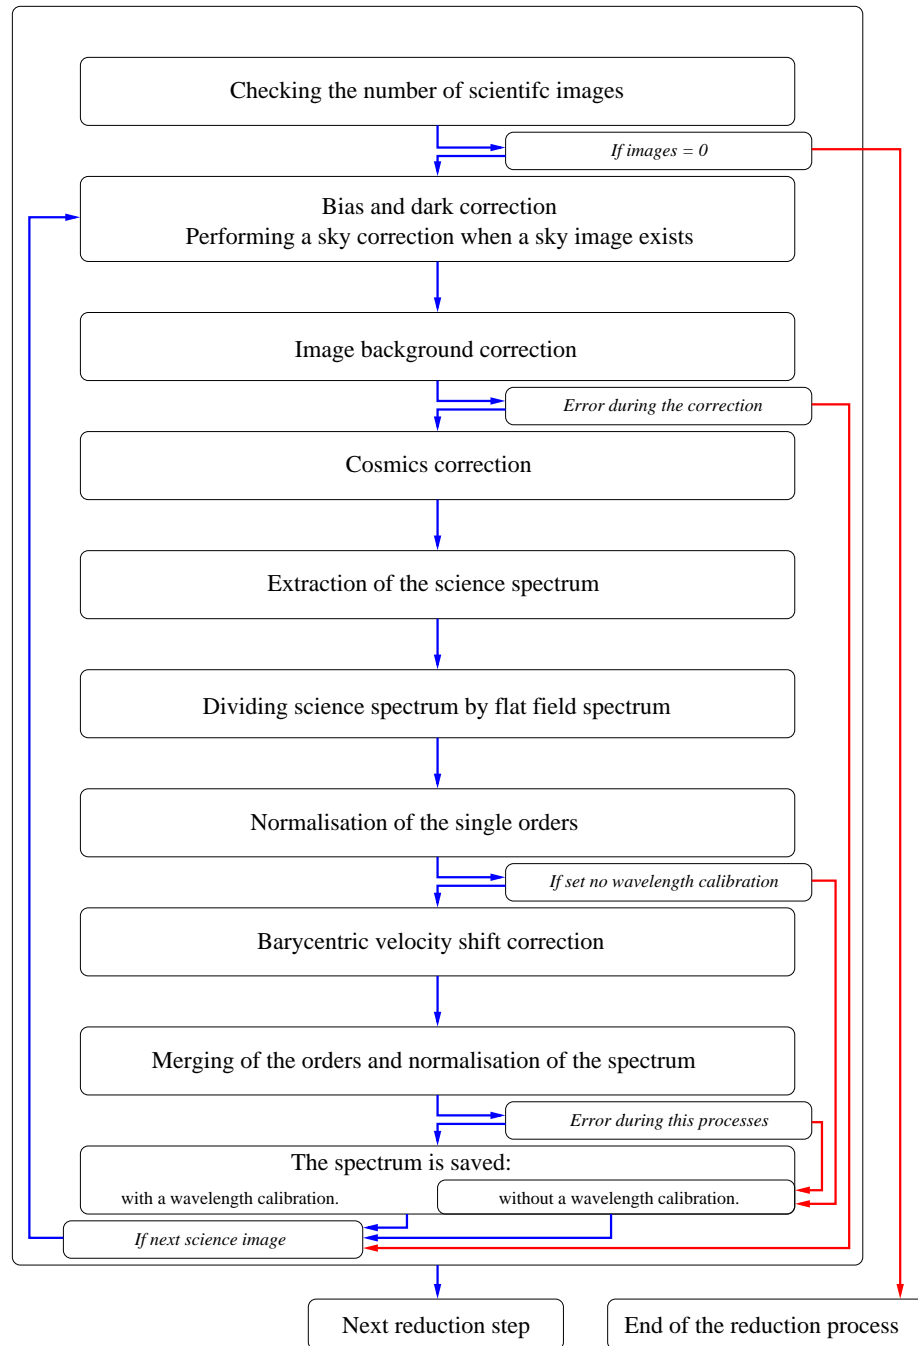 Checking the number of scientifc images
If images = 0
Bias and dark correction
Performing a sky correction when a sky image exists
Image background correction
Error during the correction
Cosmics correction
Extraction of the science spectrum
Dividing science spectrum by flat field spectrum
Normalisation of the single orders
If set no wavelength calibration
Barycentric velocity shift correction
Merging of the orders and normalisation of the spectrum
Error during this processes
The spectrum is saved:
with a wavelength calibration.
without a wavelength calibration.
If next science image
Next reduction step
End of the reduction process